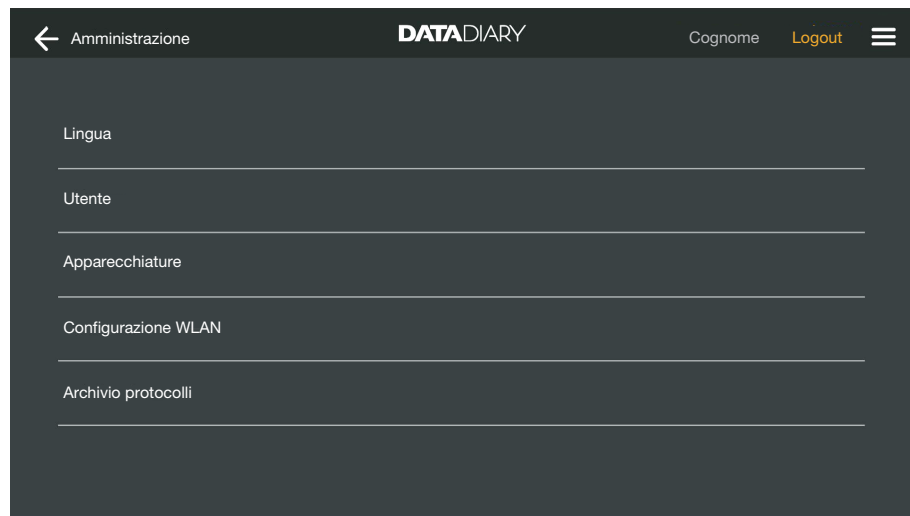 Amministrazione DATADIARY Cognome Logout
Lingua
Utente
Apparecchiature
Configurazione WLAN
Archivio protocolli